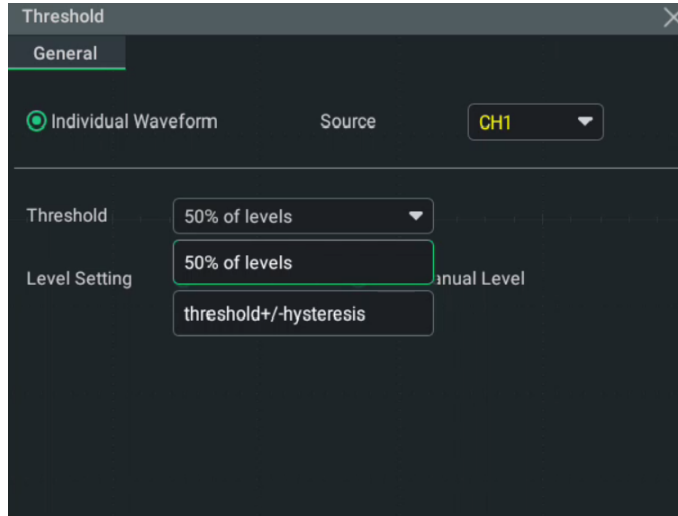 Threshold
General
Individual Waveform Source CH1
Threshold 50% of levels
50% of levels
Level Setting anual Level
threshold+/-hysteresis